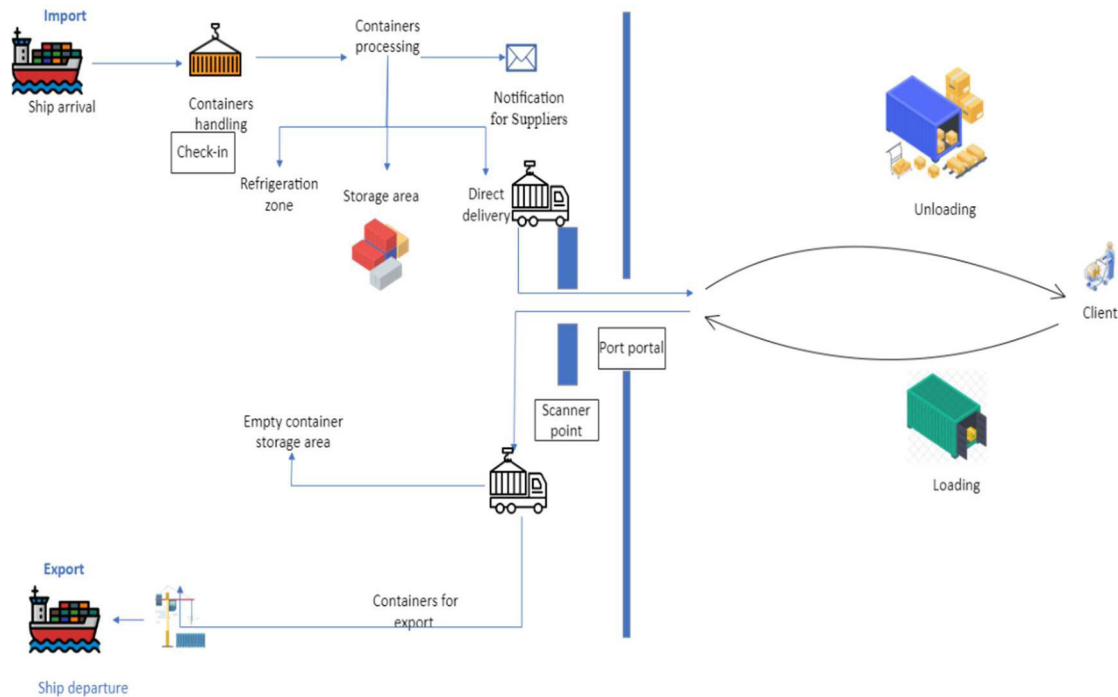 Import
Ship arrival
Containers
handling
Check-in
Containers
processing
Notification
for Suppliers
Refrigeration
zone
Storage area
Direct
delivery
Unloading
Client
Port portal
Scanner
point
Loading
Empty container
storage area
Export
Containers for
export
Ship departure